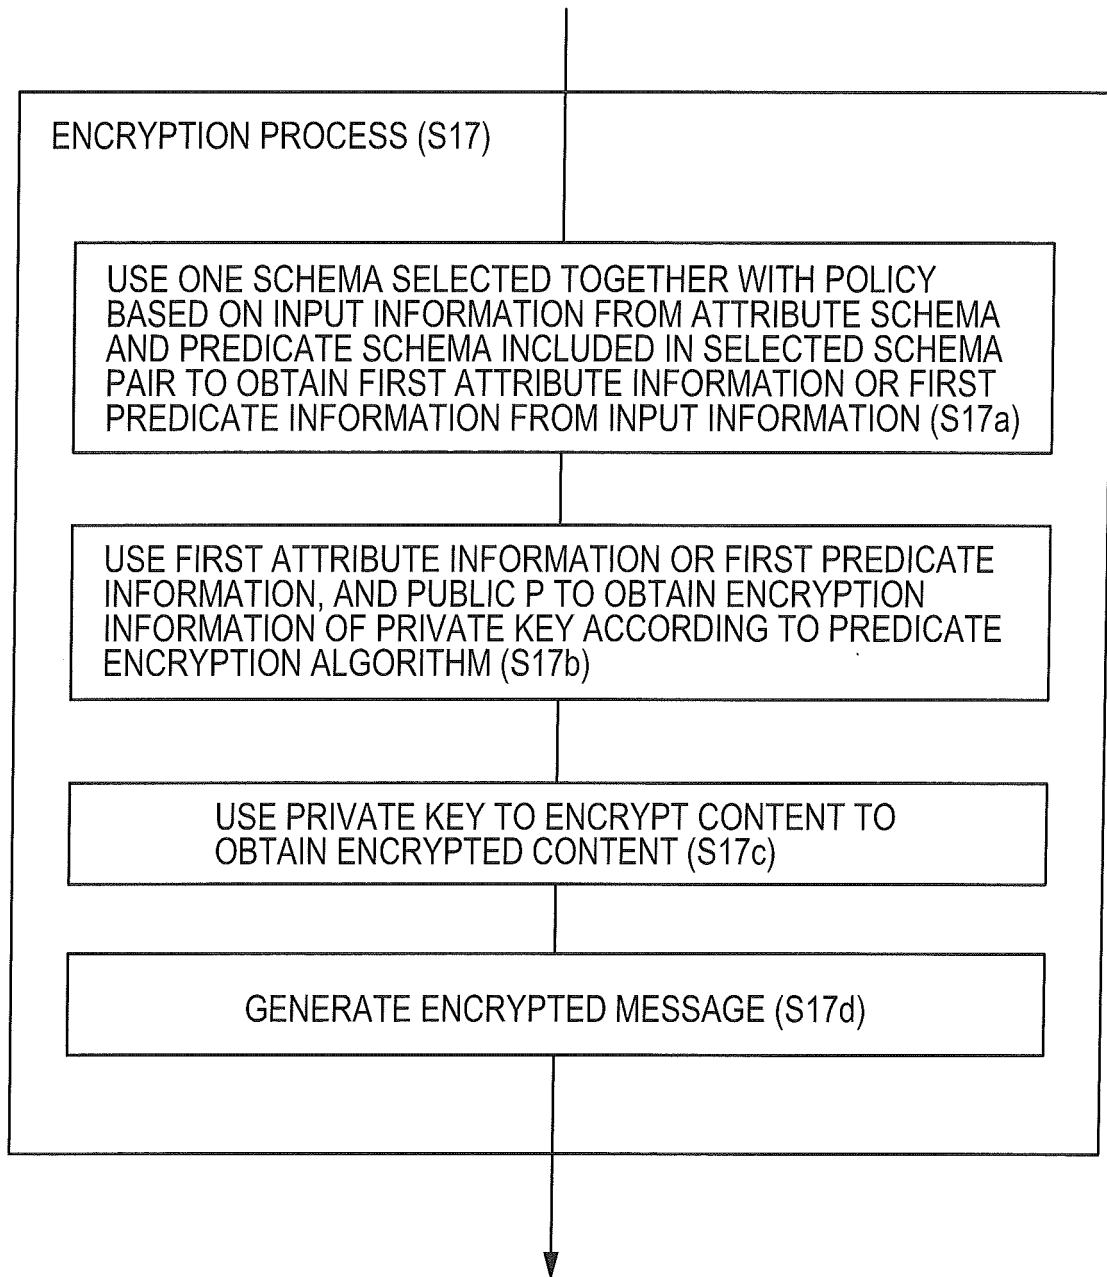 ENCRYPTION PROCESS (S17)
USE ONE SCHEMA SELECTED TOGETHER WITH POLICY
BASED ON INPUT INFORMATION FROM ATTRIBUTE SCHEMA
AND PREDICATE SCHEMA INCLUDED IN SELECTED SCHEMA
PAIR TO OBTAIN FIRST ATTRIBUTE INFORMATION OR FIRST
PREDICATE INFORMATION FROM INPUT INFORMATION (S17a)
USE FIRST ATTRIBUTE INFORMATION OR FIRST PREDICATE
INFORMATION, AND PUBLIC P TO OBTAIN ENCRYPTION
INFORMATION OF PRIVATE KEY ACCORDING TO PREDICATE
ENCRYPTION ALGORITHM (S17b)
USE PRIVATE KEY TO ENCRYPT CONTENT TO
OBTAIN ENCRYPTED CONTENT (S17c)
GENERATE ENCRYPTED MESSAGE (S17d)